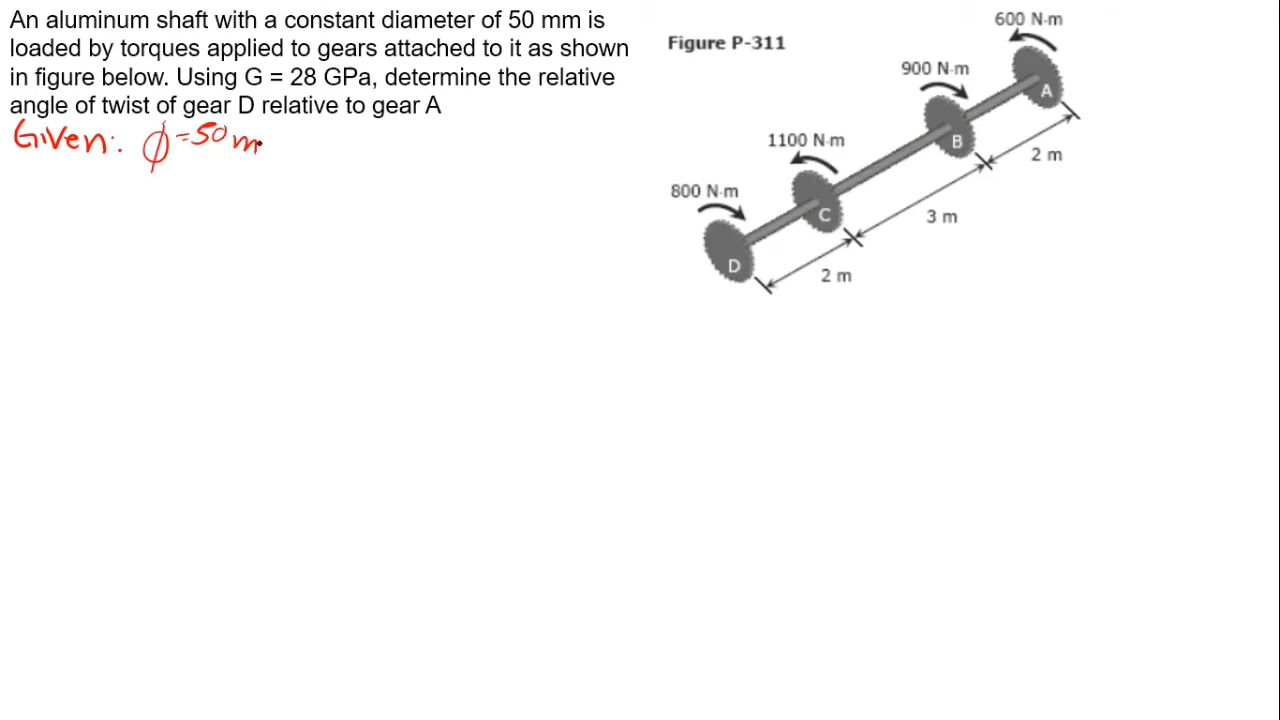 An aluminum shaft with a constant diameter of 50 mm is
loaded by torques applied to gears attached to it as shown
in figure below. Using G = 28 GPa, determine the relative
angle of twist of gear D relative to gear A
Given: ϕ=50m
Figure P-311
600 N·m
900 N·m
A
1100 N·m
B
2 m
800 N·m
C
3 m
D
2 m